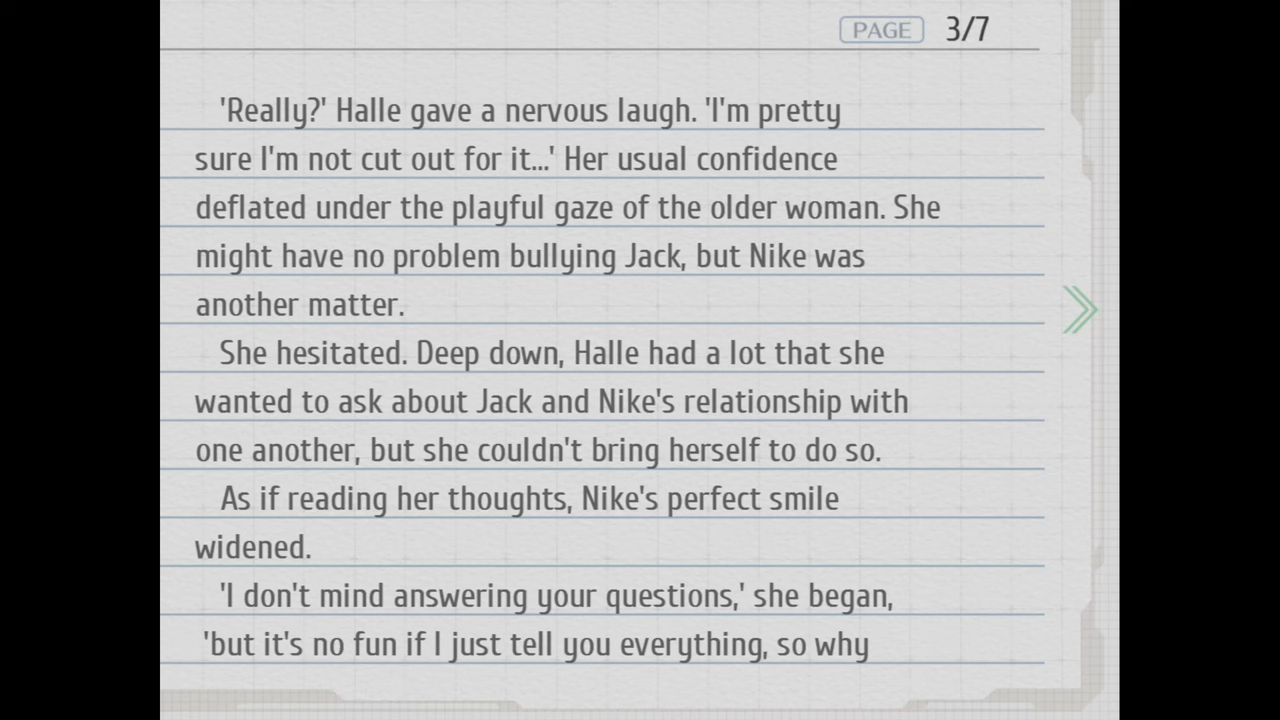 PAGE 3/7
'Really?' Halle gave a nervous laugh. 'I'm pretty
sure I'm not cut out for it...' Her usual confidence
deflated under the playful gaze of the older woman. She
might have no problem bullying Jack, but Nike was
another matter.
She hesitated. Deep down, Halle had a lot that she
wanted to ask about Jack and Nike's relationship with
one another, but she couldn't bring herself to do so.
As if reading her thoughts, Nike's perfect smile
widened.
'I don't mind answering your questions,' she began,
'but it's no fun if I just tell you everything, so why